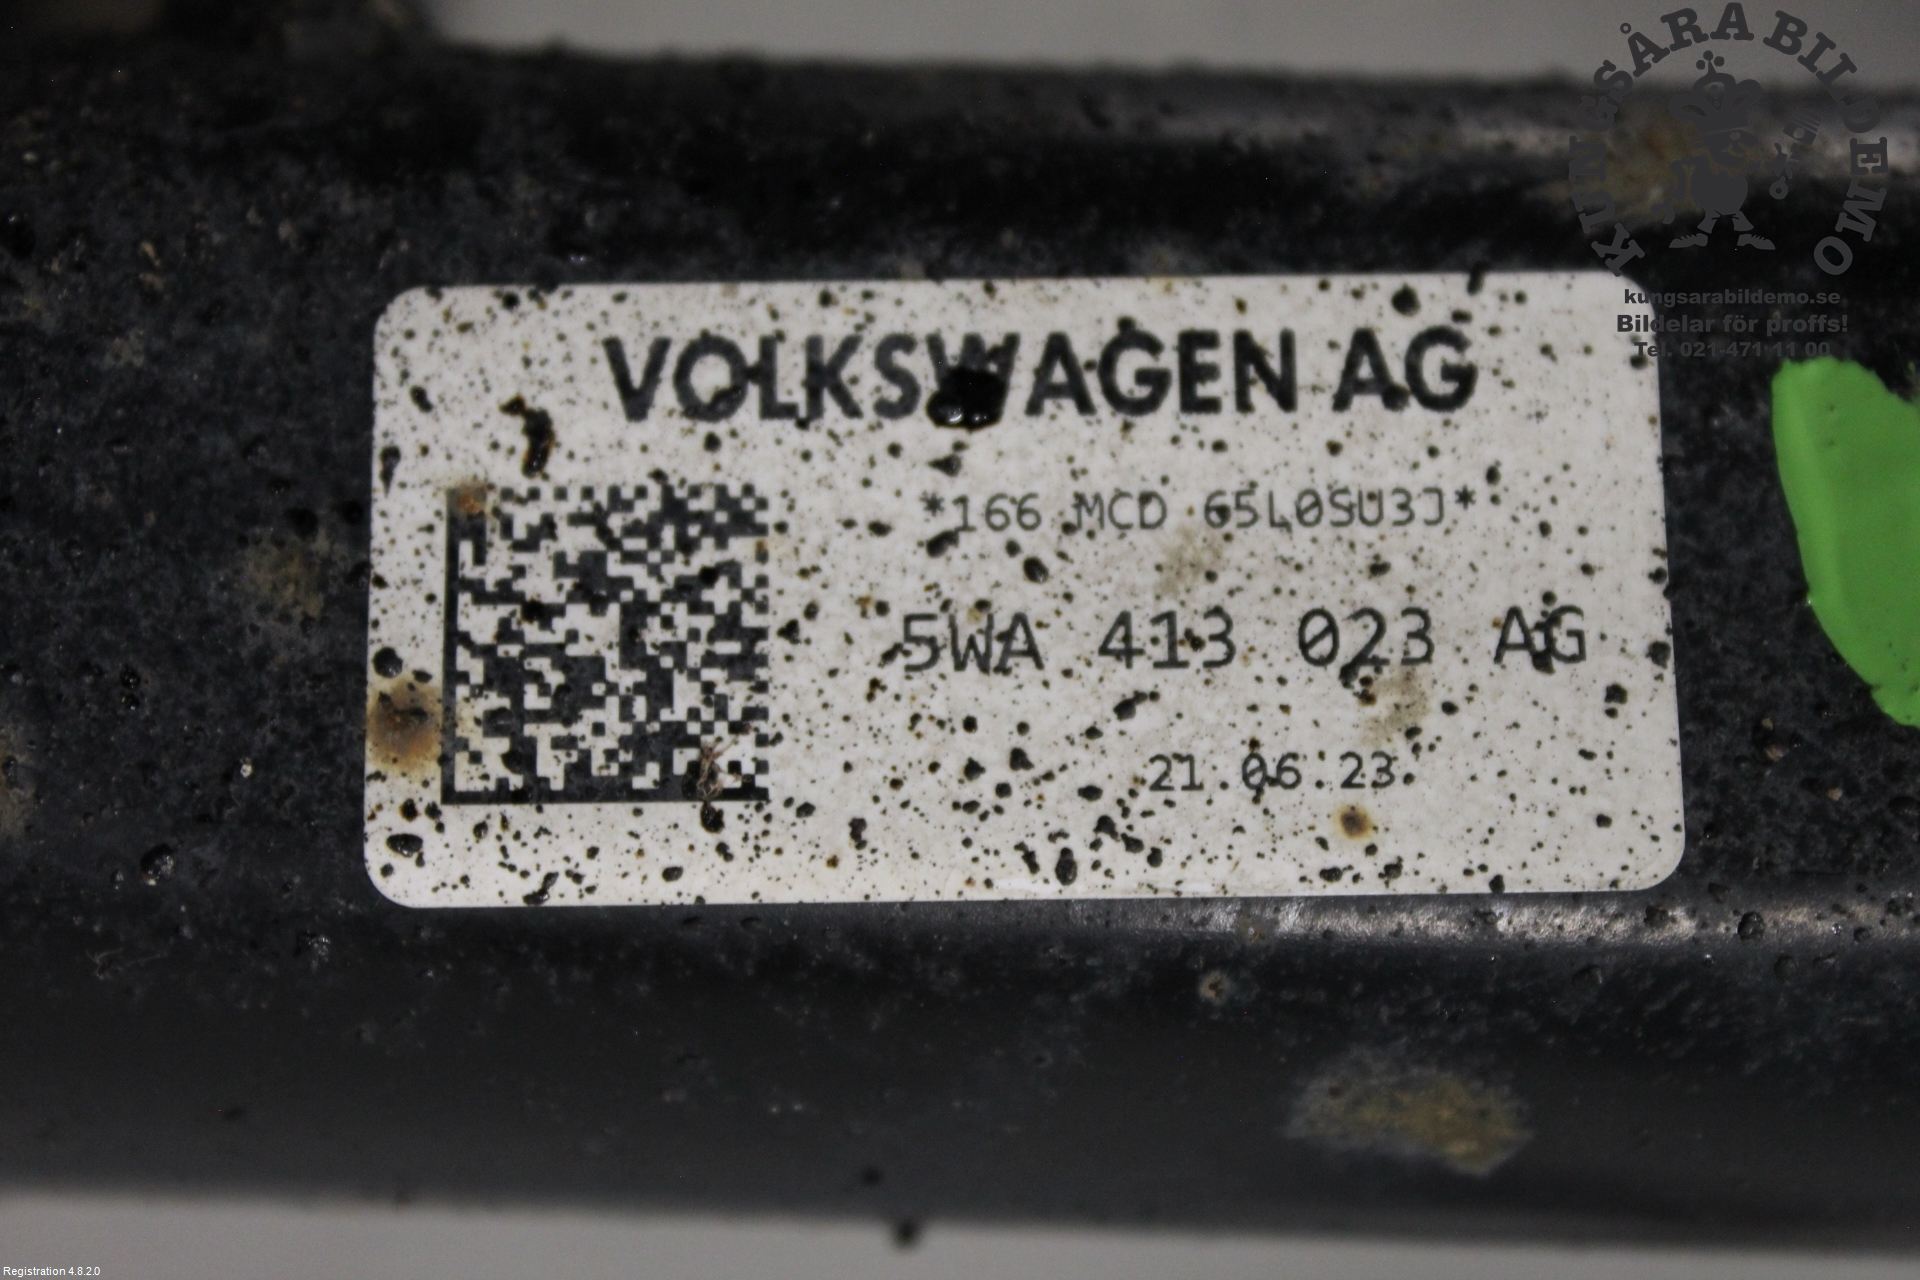 KUNGSÅRA BILDEMO
kungsarabildemo.se
Bildelar för proffs!
Tel. 021-471 11 00
VOLKSWAGEN AG
*166 MCD 65L0SU3J*
5WA 413 023 AG
21.06.23
Registration 4.8.2.0